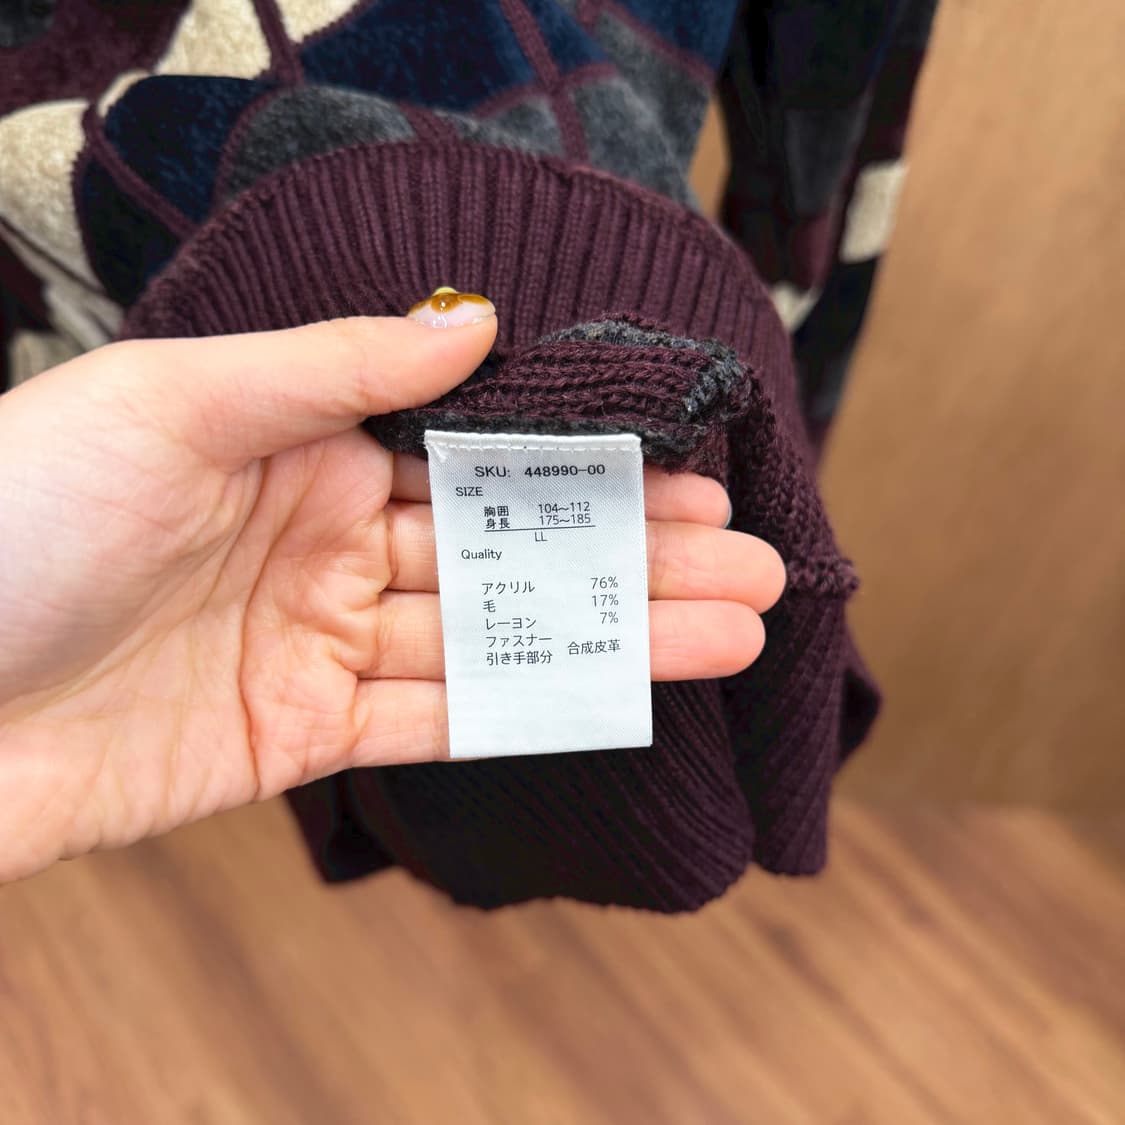 SKU: 448990-00
SIZE
胸囲 104～112
身長 175～185
LL
Quality
アクリル 76%
毛 17%
レーヨン 7%
ファスナー
引き手部分 合成皮革